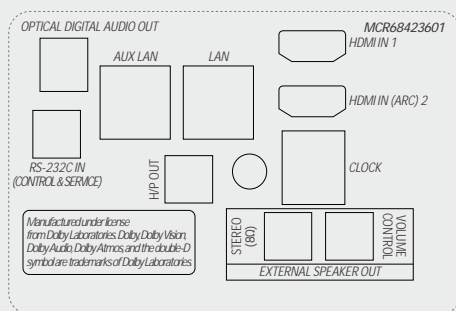 OPTICAL DIGITAL AUDIO OUT
MCR68423601
HDMI IN 1
AUX LAN
LAN
HDMI IN (ARC) 2
RS-232C IN
(CONTROL & SERVICE)
H/P OUT
CLOCK
Manufactured under license
from Dolby Laboratories. Dolby, Dolby Vision,
Dolby Audio, Dolby Atmos, and the double-D
symbol are trademarks of Dolby Laboratories.
STEREO
(8Ω)
VOLUME
CONTROL
EXTERNAL SPEAKER OUT